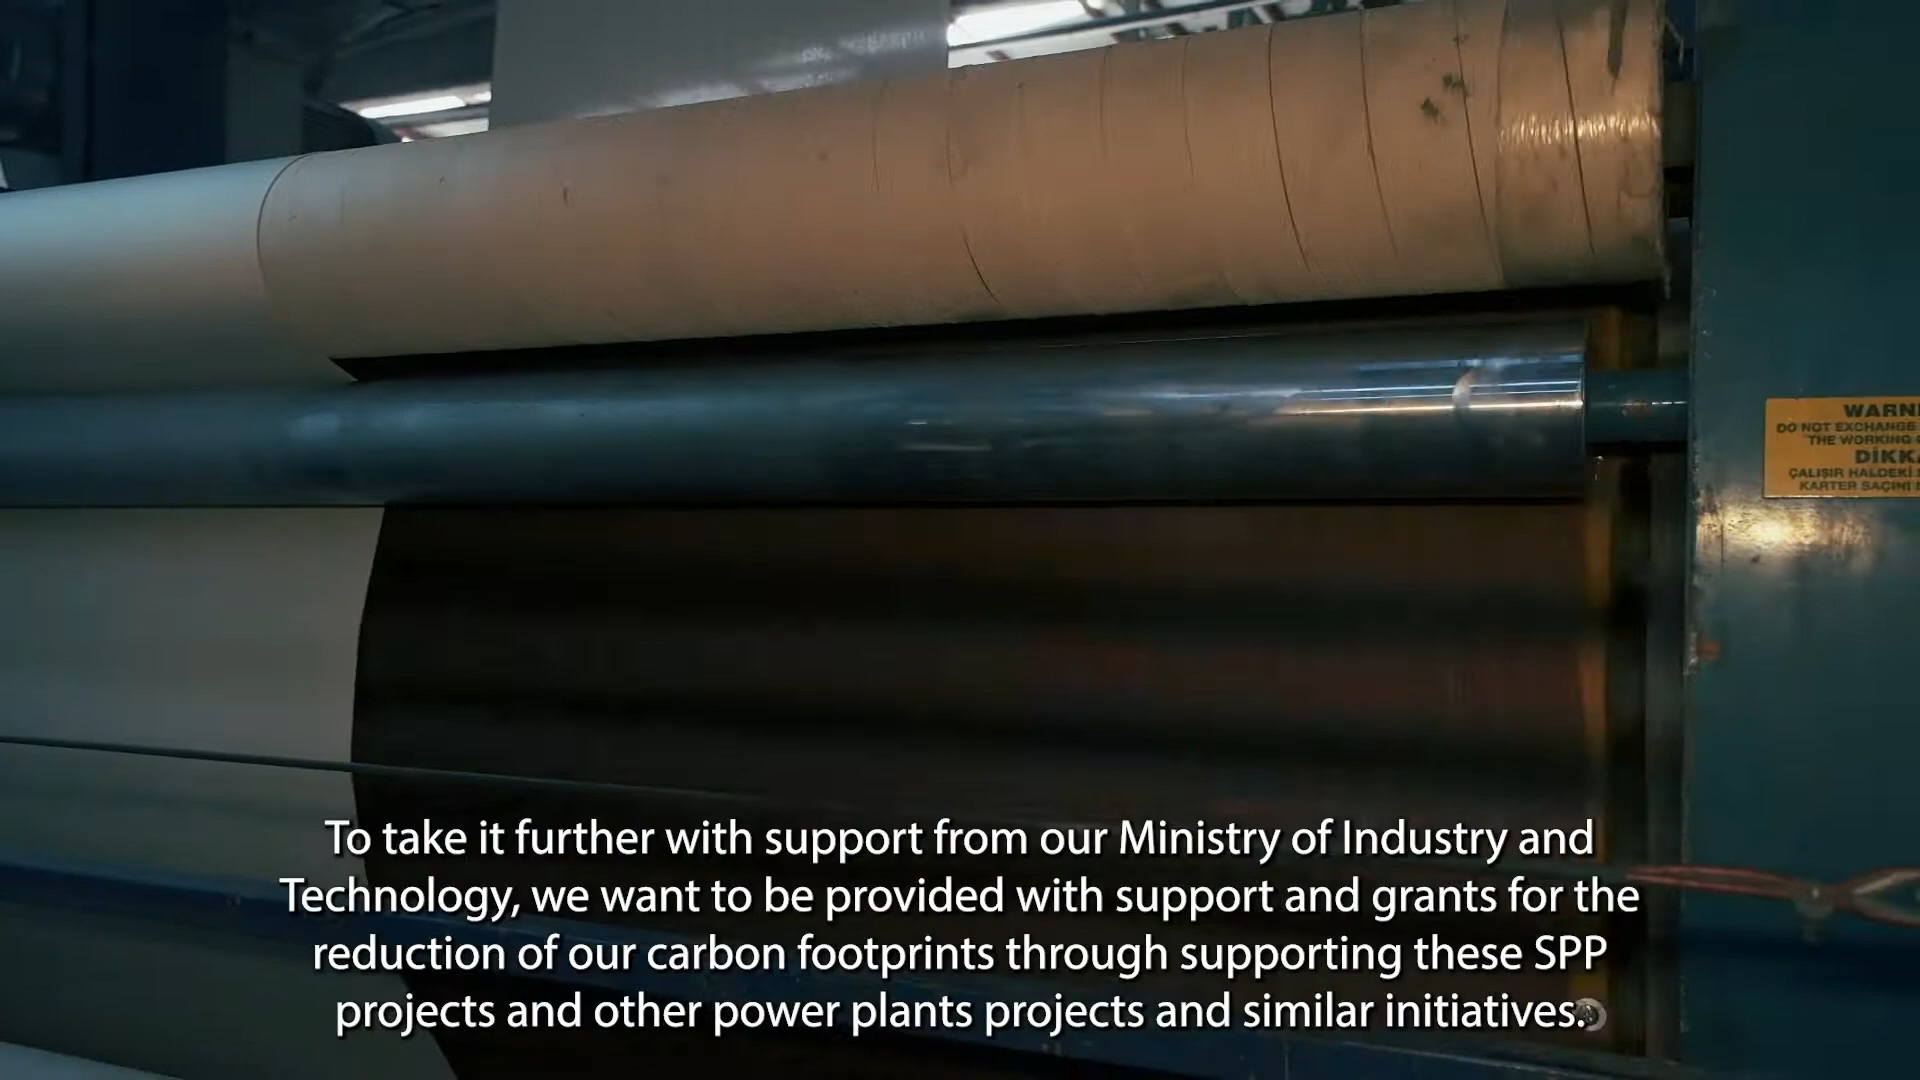 WARN
DO NOT EXCHANGE
THE WORKING
DİKK
ÇALIŞIR HALDEKİ
KARTER SAÇINI
To take it further with support from our Ministry of Industry and
Technology, we want to be provided with support and grants for the
reduction of our carbon footprints through supporting these SPP
projects and other power plants projects and similar initiatives.